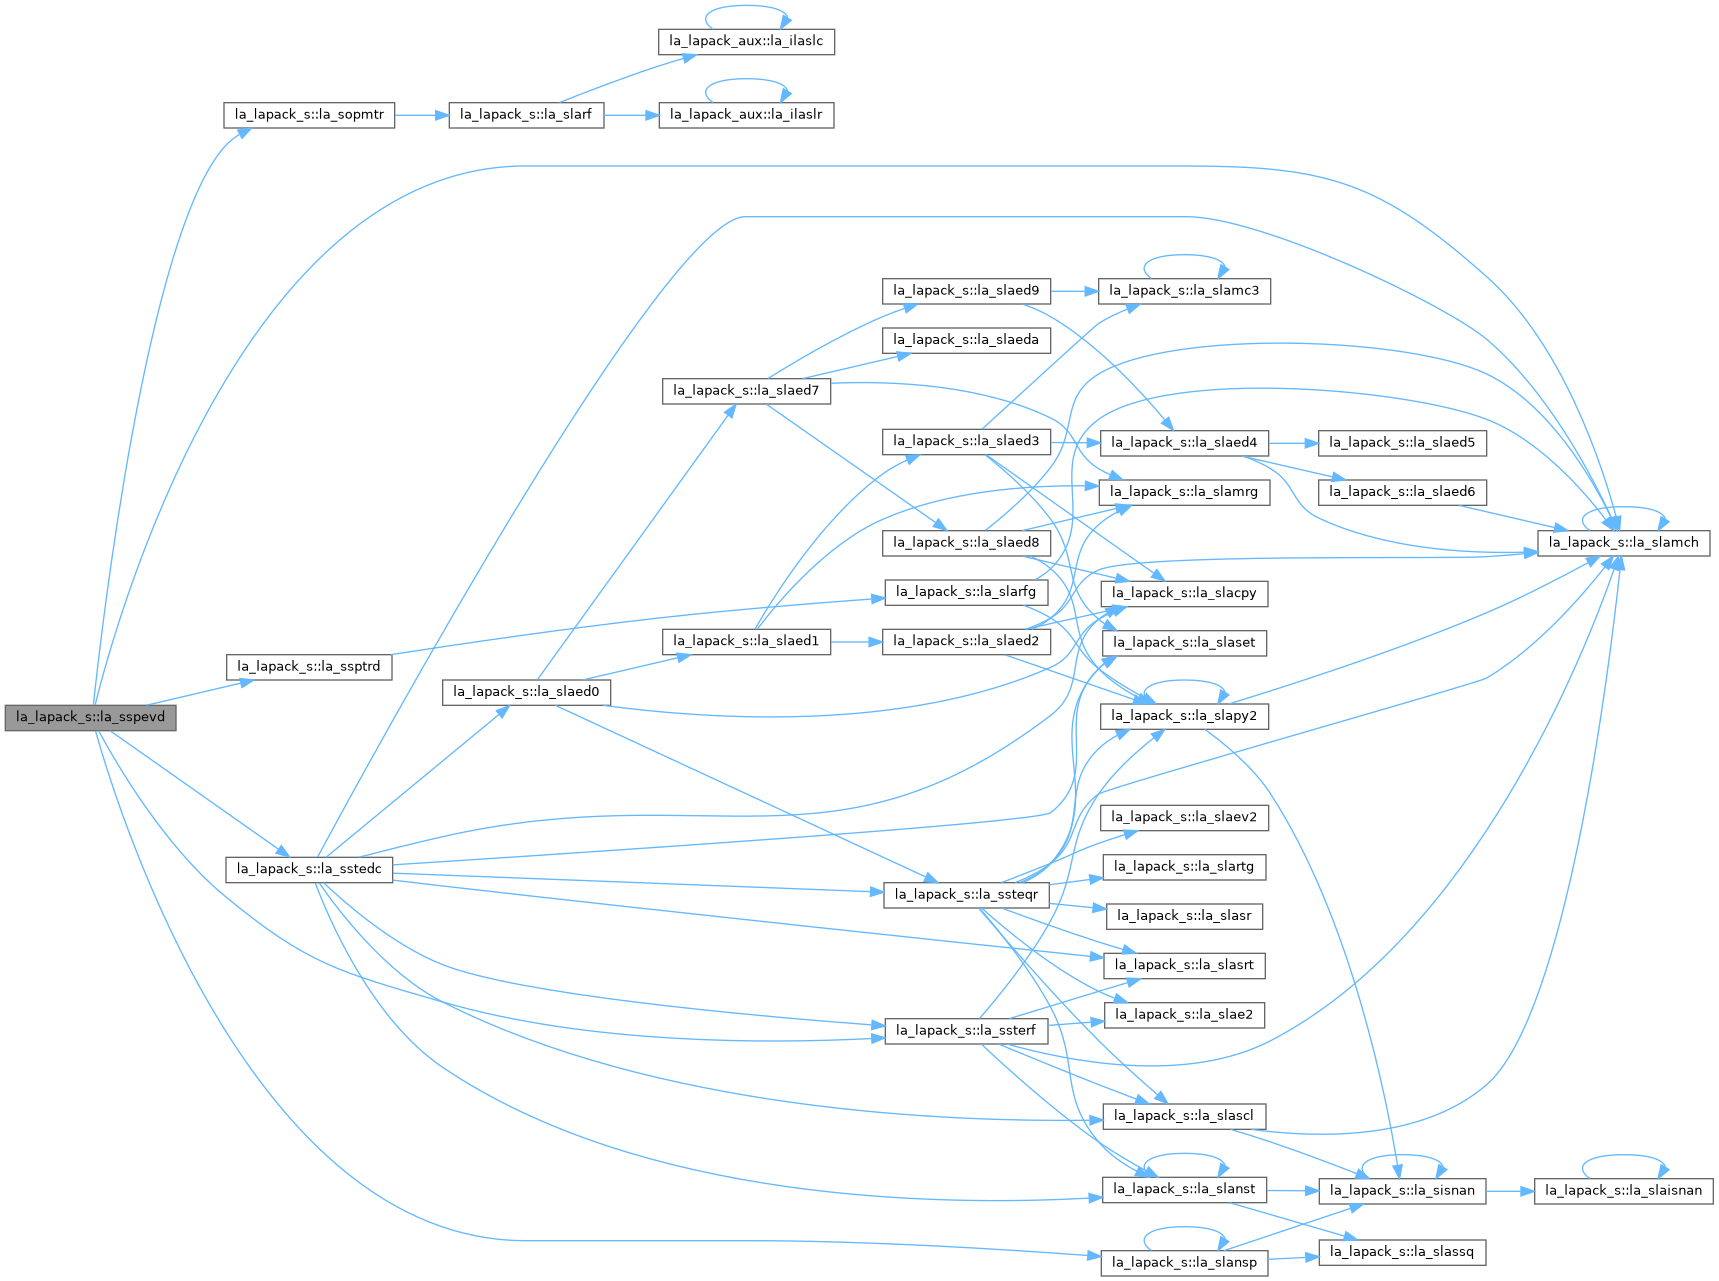 la_lapack_aux::la_ilaslc
la_lapack_s::la_sopmtr
la_lapack_s::la_slarf
la_lapack_aux::la_ilaslr
la_lapack_s::la_slaed9
la_lapack_s::la_slamc3
la_lapack_s::la_slaeda
la_lapack_s::la_slaed7
la_lapack_s::la_slaed3
la_lapack_s::la_slaed4
la_lapack_s::la_slaed5
la_lapack_s::la_slamrg
la_lapack_s::la_slaed6
la_lapack_s::la_slaed8
la_lapack_s::la_slamch
la_lapack_s::la_slarfg
la_lapack_s::la_slacpy
la_lapack_s::la_slaed1
la_lapack_s::la_slaed2
la_lapack_s::la_slaset
la_lapack_s::la_ssptrd
la_lapack_s::la_slaed0
la_lapack_s::la_sspevd
la_lapack_s::la_slapy2
la_lapack_s::la_slaev2
la_lapack_s::la_sstedc
la_lapack_s::la_slartg
la_lapack_s::la_ssteqr
la_lapack_s::la_slasr
la_lapack_s::la_slasrt
la_lapack_s::la_slae2
la_lapack_s::la_ssterf
la_lapack_s::la_slascl
la_lapack_s::la_slanst
la_lapack_s::la_sisnan
la_lapack_s::la_slaisnan
la_lapack_s::la_slassq
la_lapack_s::la_slansp